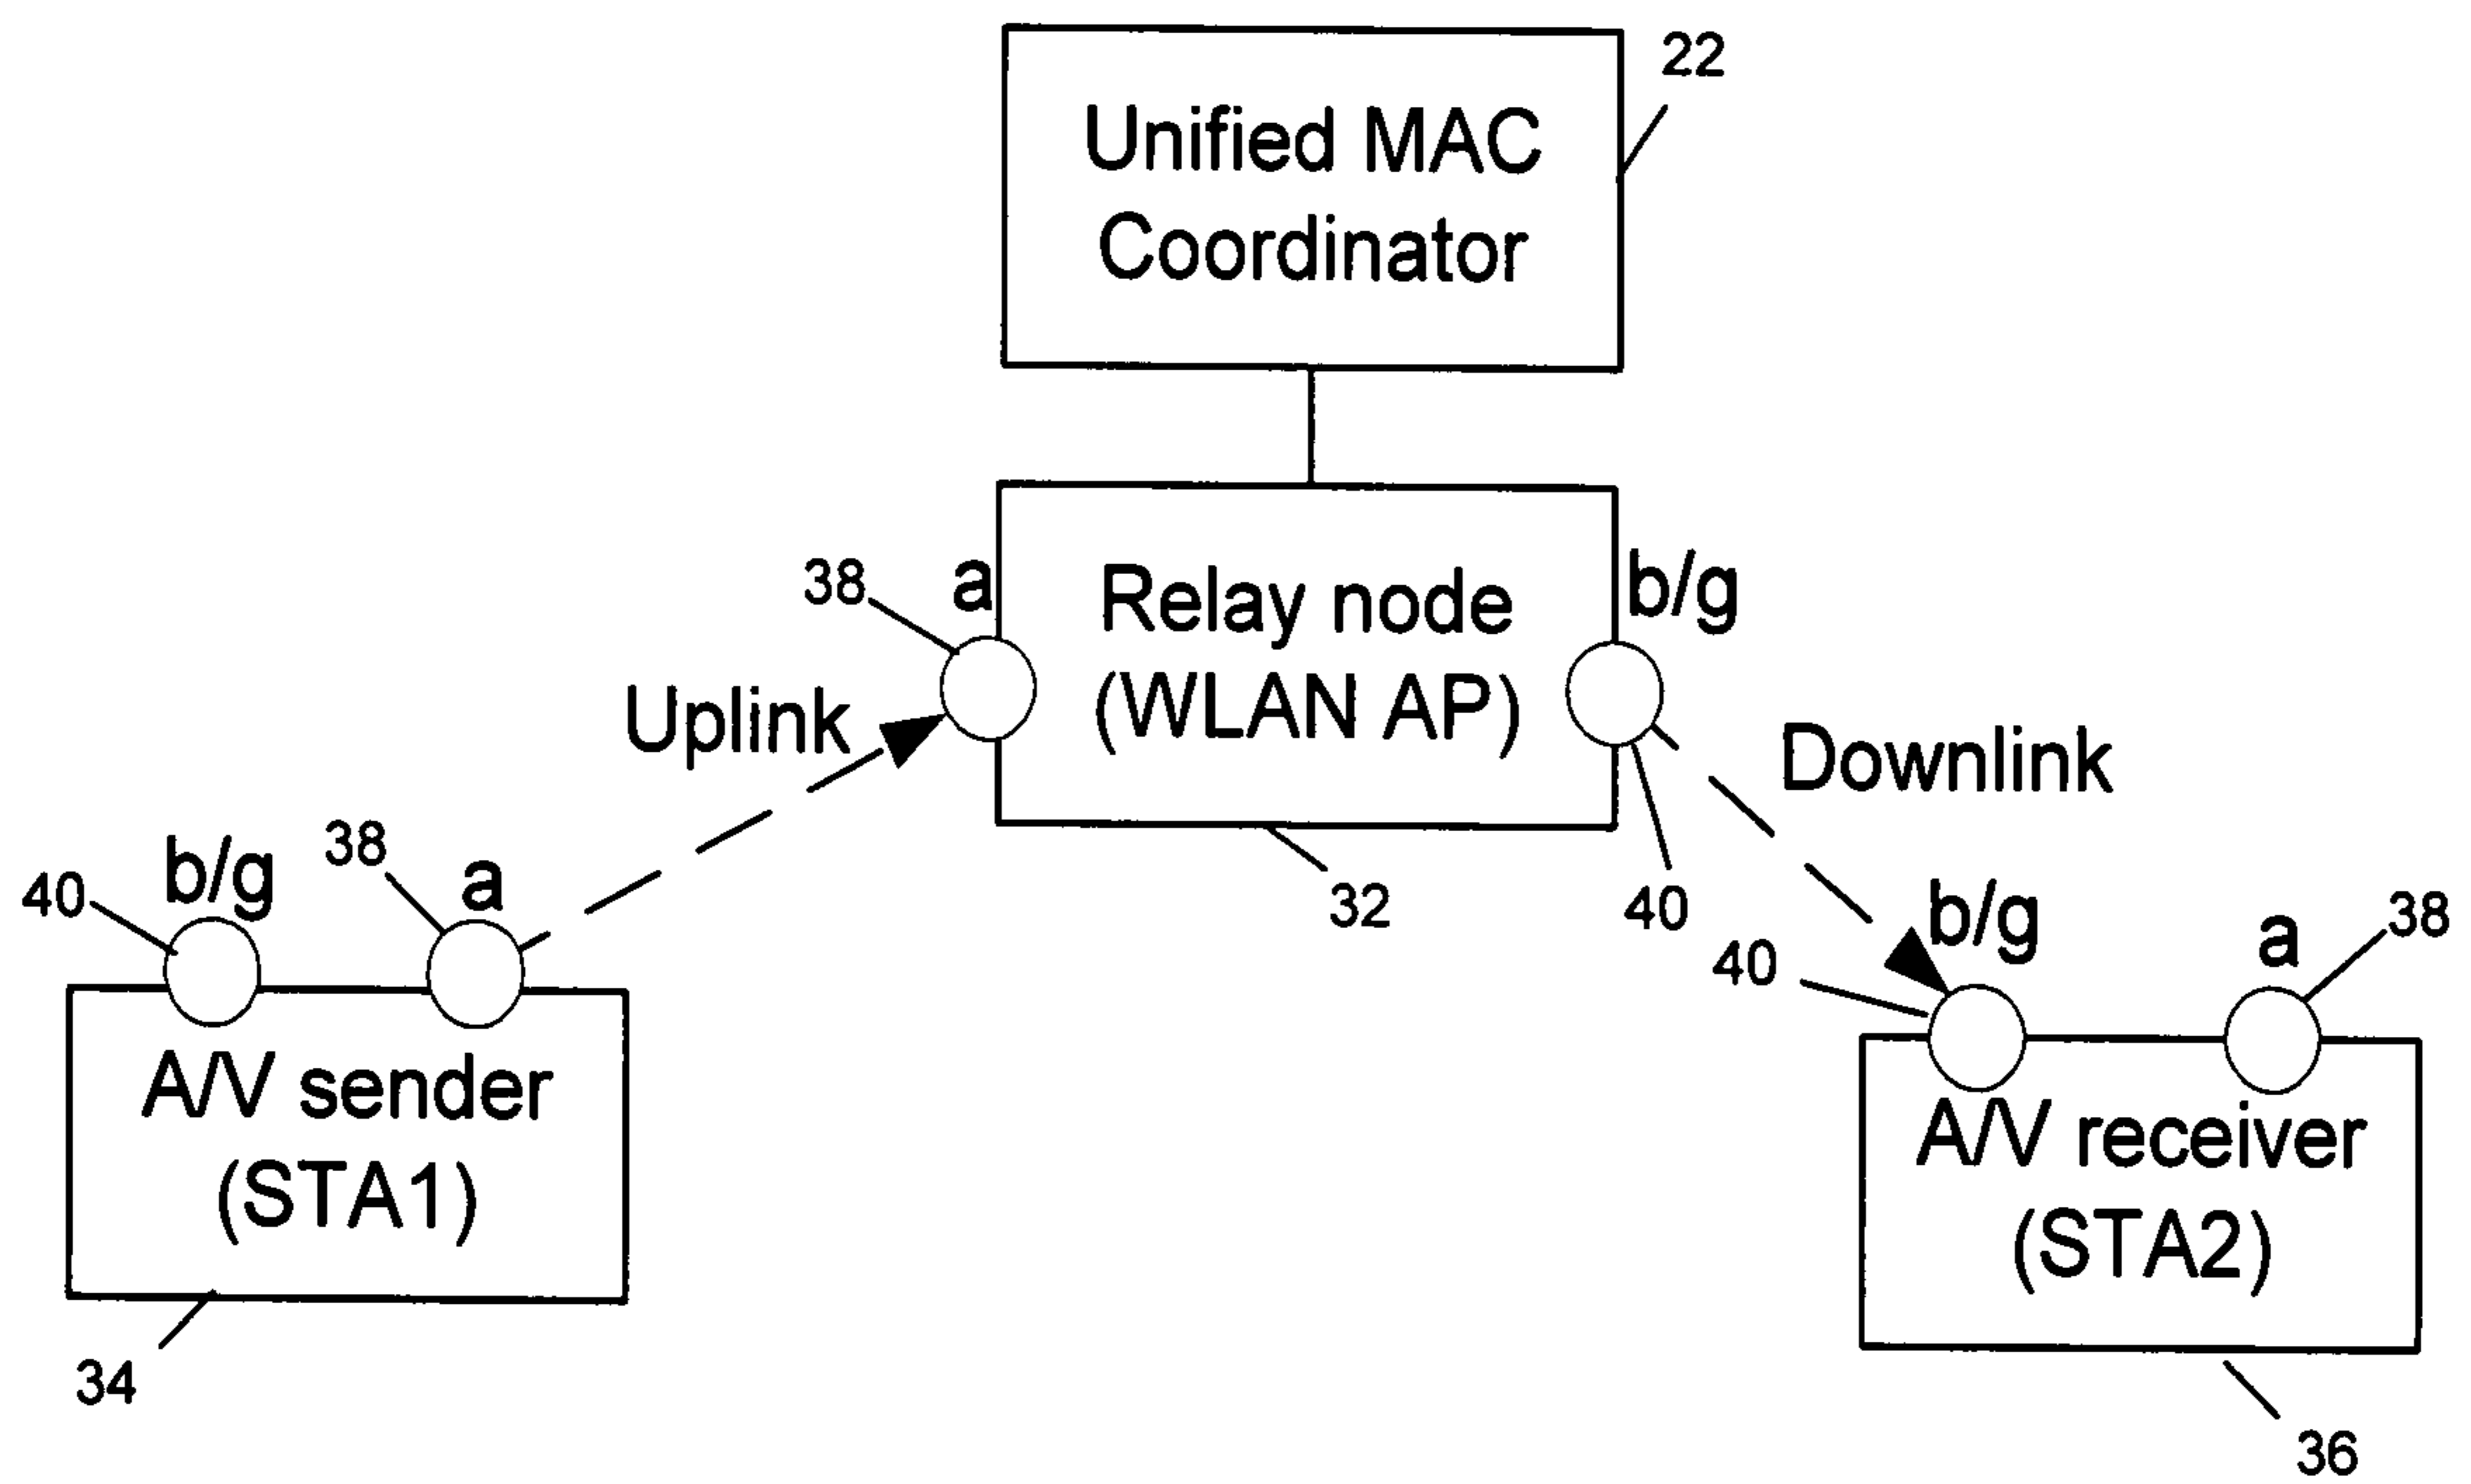 22
Unified MAC
Coordinator
38
a
Relay node
(WLAN AP)
b/g
Uplink
Downlink
40
b/g
38
a
32
40
40
b/g
a
38
A/V sender
(STA1)
A/V receiver
(STA2)
34
36